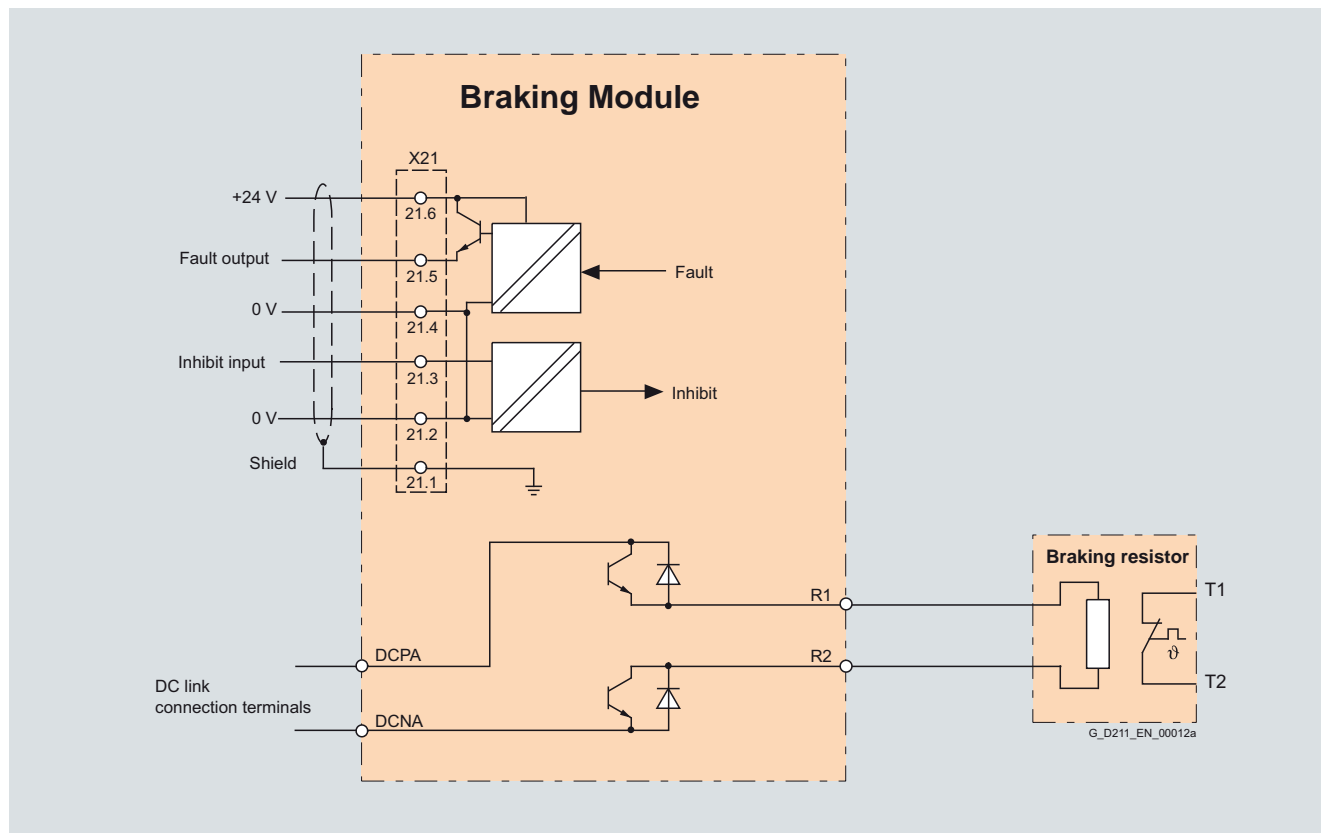 Braking Module
X21
+24 V
21.6
Fault output
21.5
Fault
0 V
21.4
Inhibit input
21.3
Inhibit
0 V
21.2
Shield
21.1
Braking resistor
R1
T1
ϑ
DCPA
R2
T2
DC link
connection terminals
DCNA
G_D211_EN_00012a